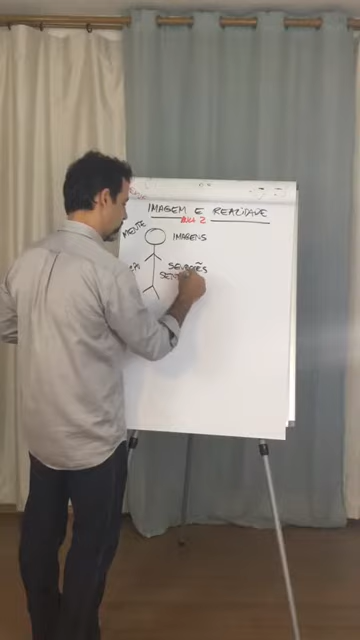 IMAGEM E REALIDADE
AULA 2
MENTE
IMAGENS
SENSAÇÕES